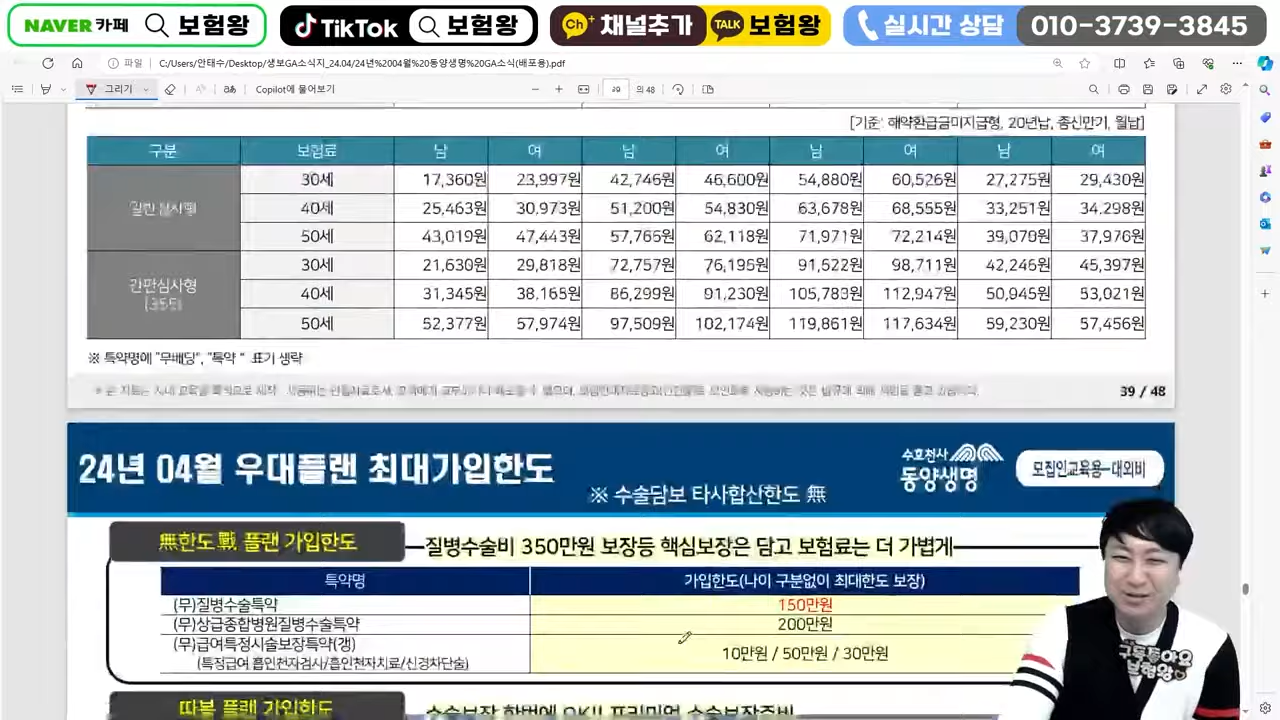 NAVER 카페 보험왕 TikTok 보험왕 Ch+ 채널추가 TALK 보험왕 실시간 상담 010-3739-3845
파일 C:/Users/안태수/Desktop/생보GA소식지_24.04/24년%2004월%20동양생명%20GA소식(배포용).pdf
그리기 Copilot에 물어보기 39 의 48
[기준: 해약환급금미지급형, 20년납, 종신만기, 월납]
구분 보험료 남 여 남 여 남 여 남 여
일반심사형 30세 17,360원 23,997원 42,746원 46,600원 54,880원 60,526원 27,275원 29,430원
40세 25,463원 30,973원 51,200원 54,830원 63,678원 68,555원 33,251원 34,298원
50세 43,019원 47,443원 57,765원 62,118원 71,971원 72,214원 39,070원 37,976원
간편심사형 (355) 30세 21,630원 29,818원 72,757원 76,195원 91,522원 98,711원 42,246원 45,397원
40세 31,345원 38,165원 86,299원 91,230원 105,783원 112,947원 50,945원 53,021원
50세 52,377원 57,974원 97,509원 102,174원 119,861원 117,634원 59,230원 57,456원
※ 특약명에 "무배당", "특약" 표기 생략
39 / 48
24년 04월 우대플랜 최대가입한도
※ 수술담보 타사합산한도 無
수호천사
동양생명
모집인교육용-대외비
無한도 戰 플랜 가입한도
질병수술비 350만원 보장등 핵심보장은 담고 보험료는 더 가볍게
특약명 가입한도(나이 구분없이 최대한도 보장)
(무)질병수술특약 150만원
(무)상급종합병원질병수술특약 200만원
(무)급여특정시술보장특약(갱)
(특정급여 흡인천자검사/흡인천자치료/신경차단술) 10만원 / 50만원 / 30만원
따봄 플랜 가입한도
수술보장 한번에 OK!! 프리미엄 수술보장준비
구독좋아요
보험왕